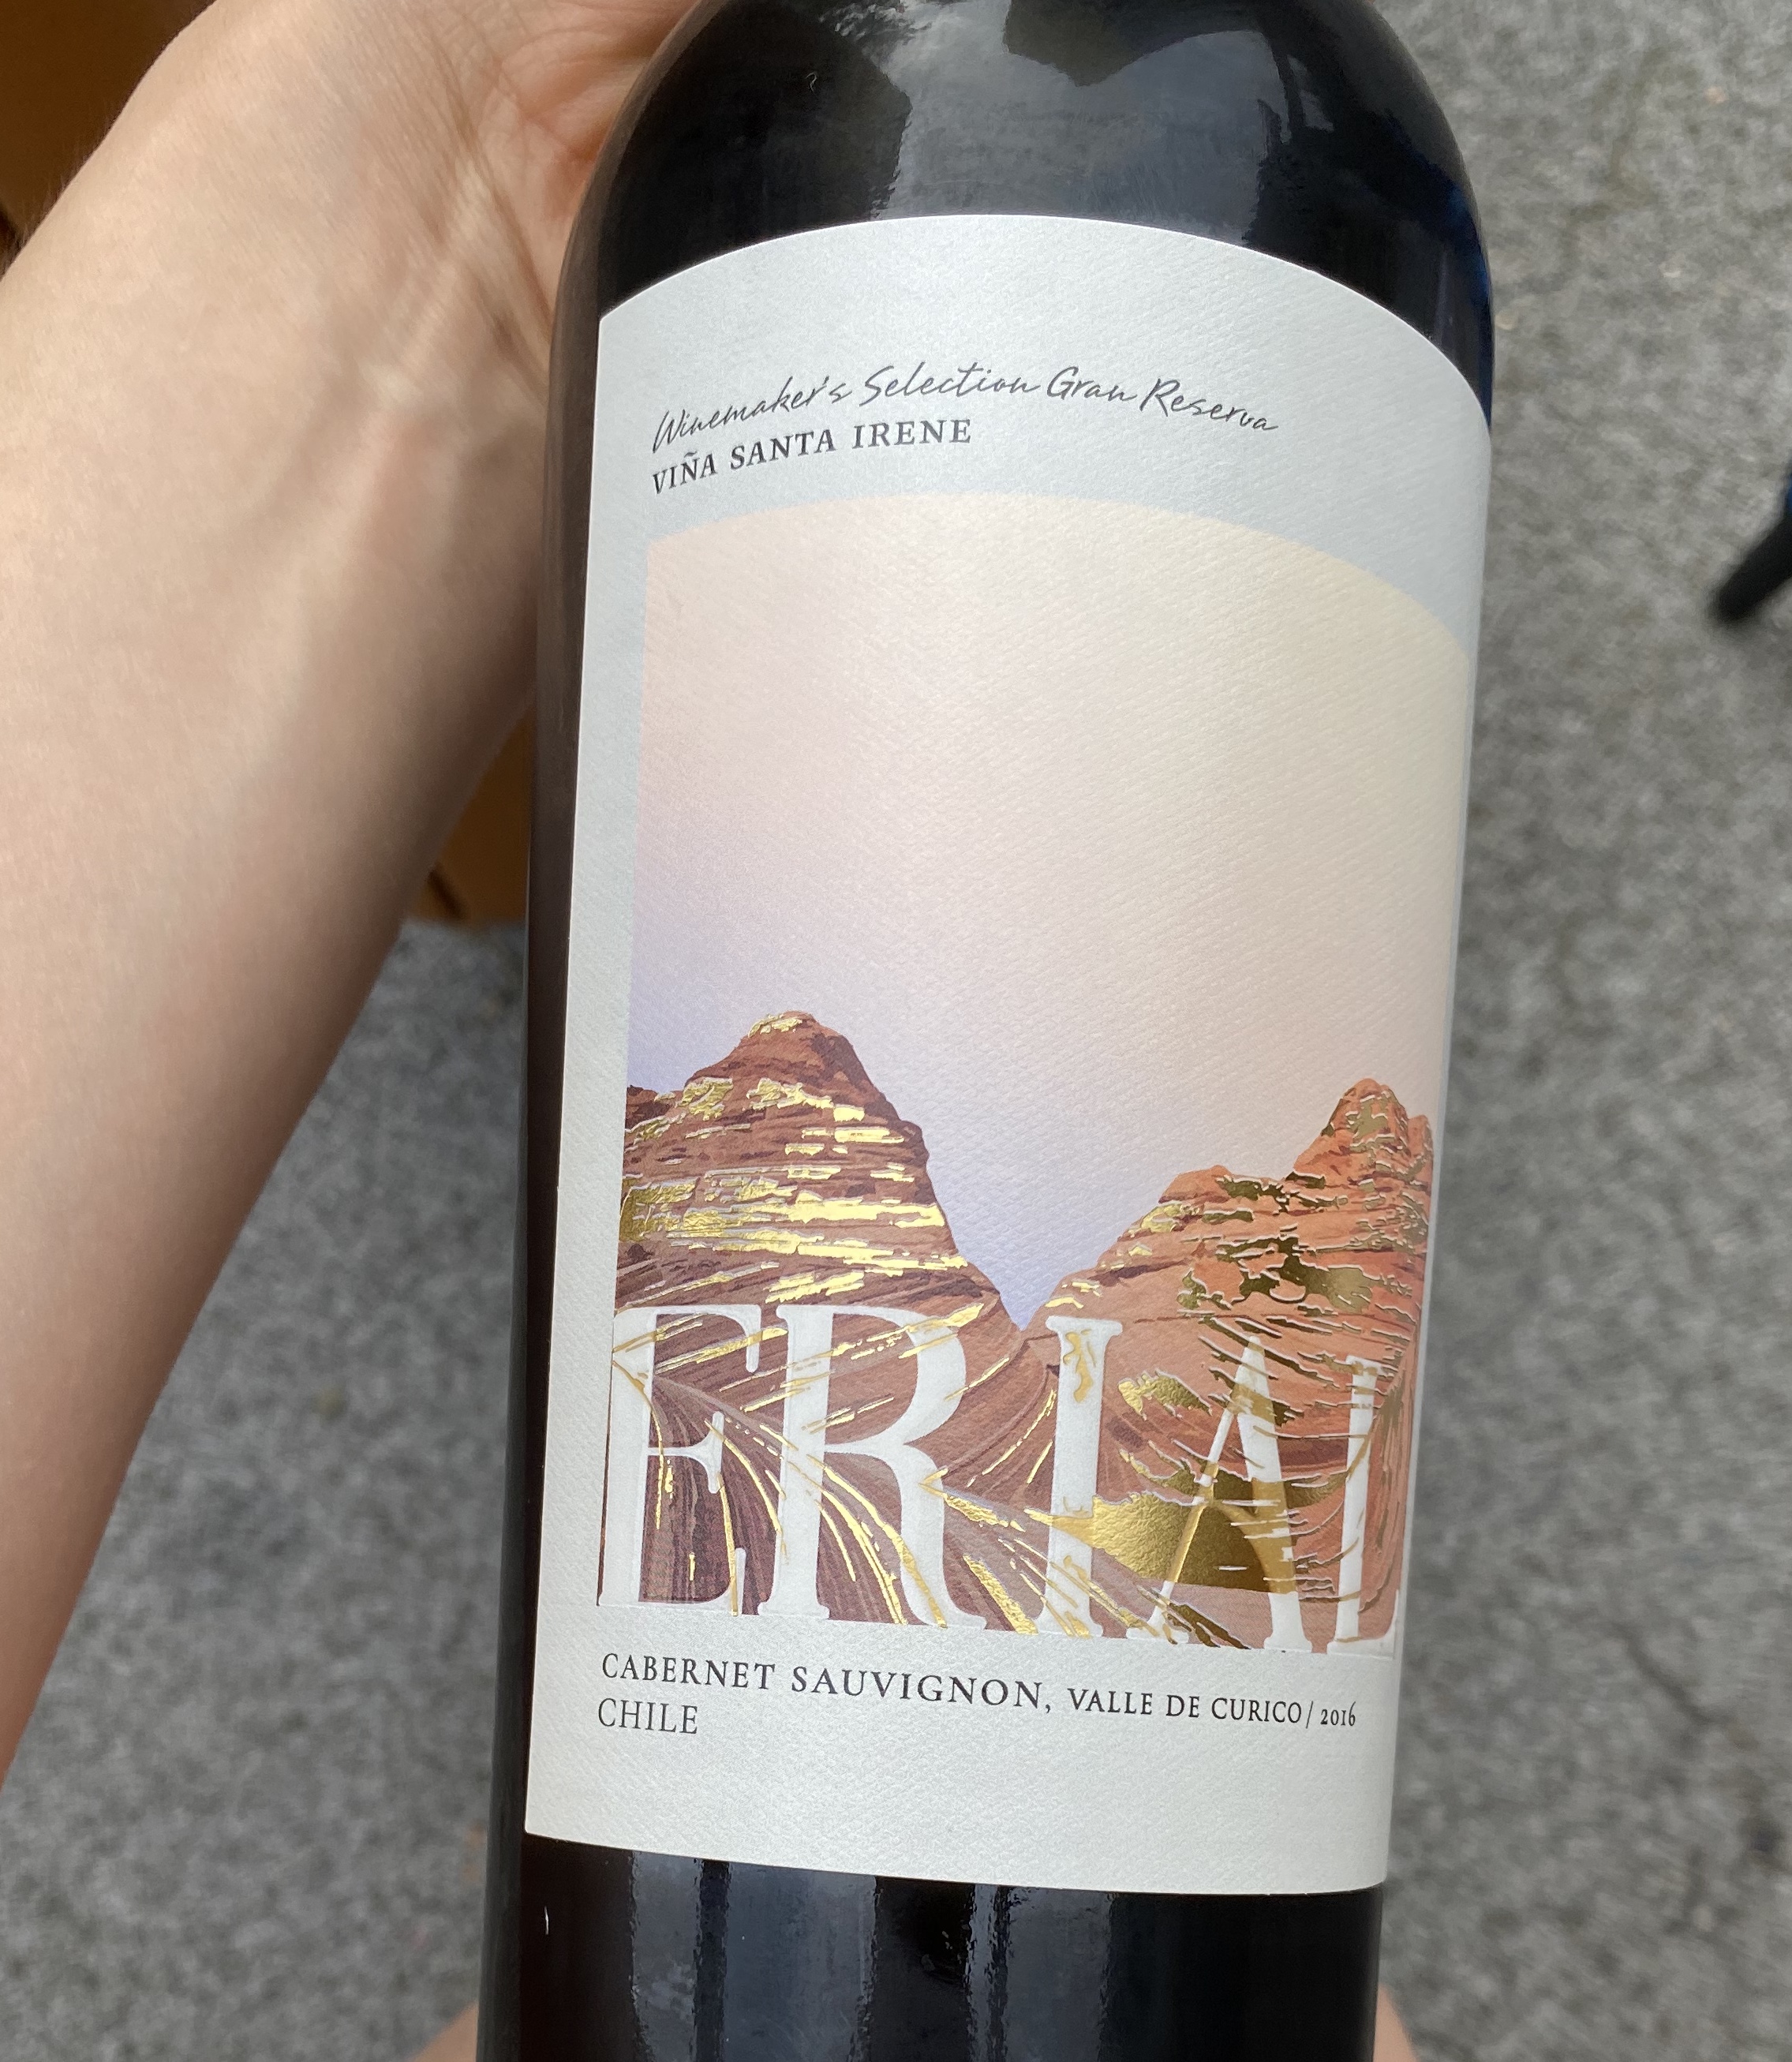 Winemaker's Selection Gran Reserva
VIÑA SANTA IRENE
ERIAL
CABERNET SAUVIGNON, VALLE DE CURICO/2016
CHILE